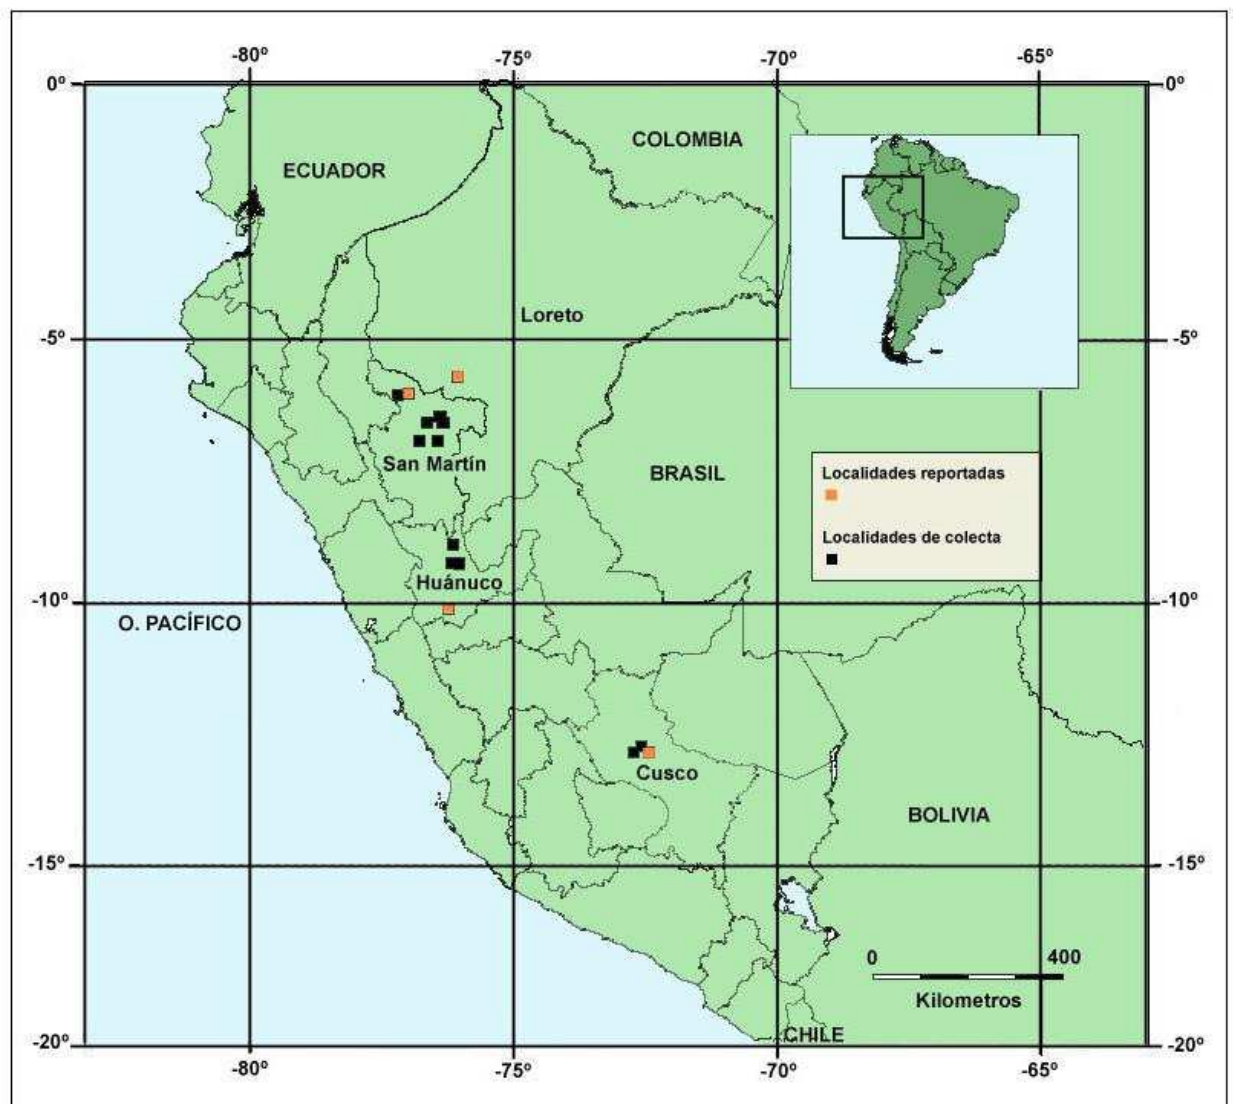 -80º
-75º
-70º
-65º
0º
0º
COLOMBIA
ECUADOR
Loreto
-5º
-5º
San Martín
BRASIL
Localidades reportadas
Localidades de colecta
Huánuco
-10º
-10º
O. PACÍFICO
Cusco
BOLIVIA
-15º
-15º
0
400
Kilometros
CHILE
-20º
-20º
-80º
-75º
-70º
-65º